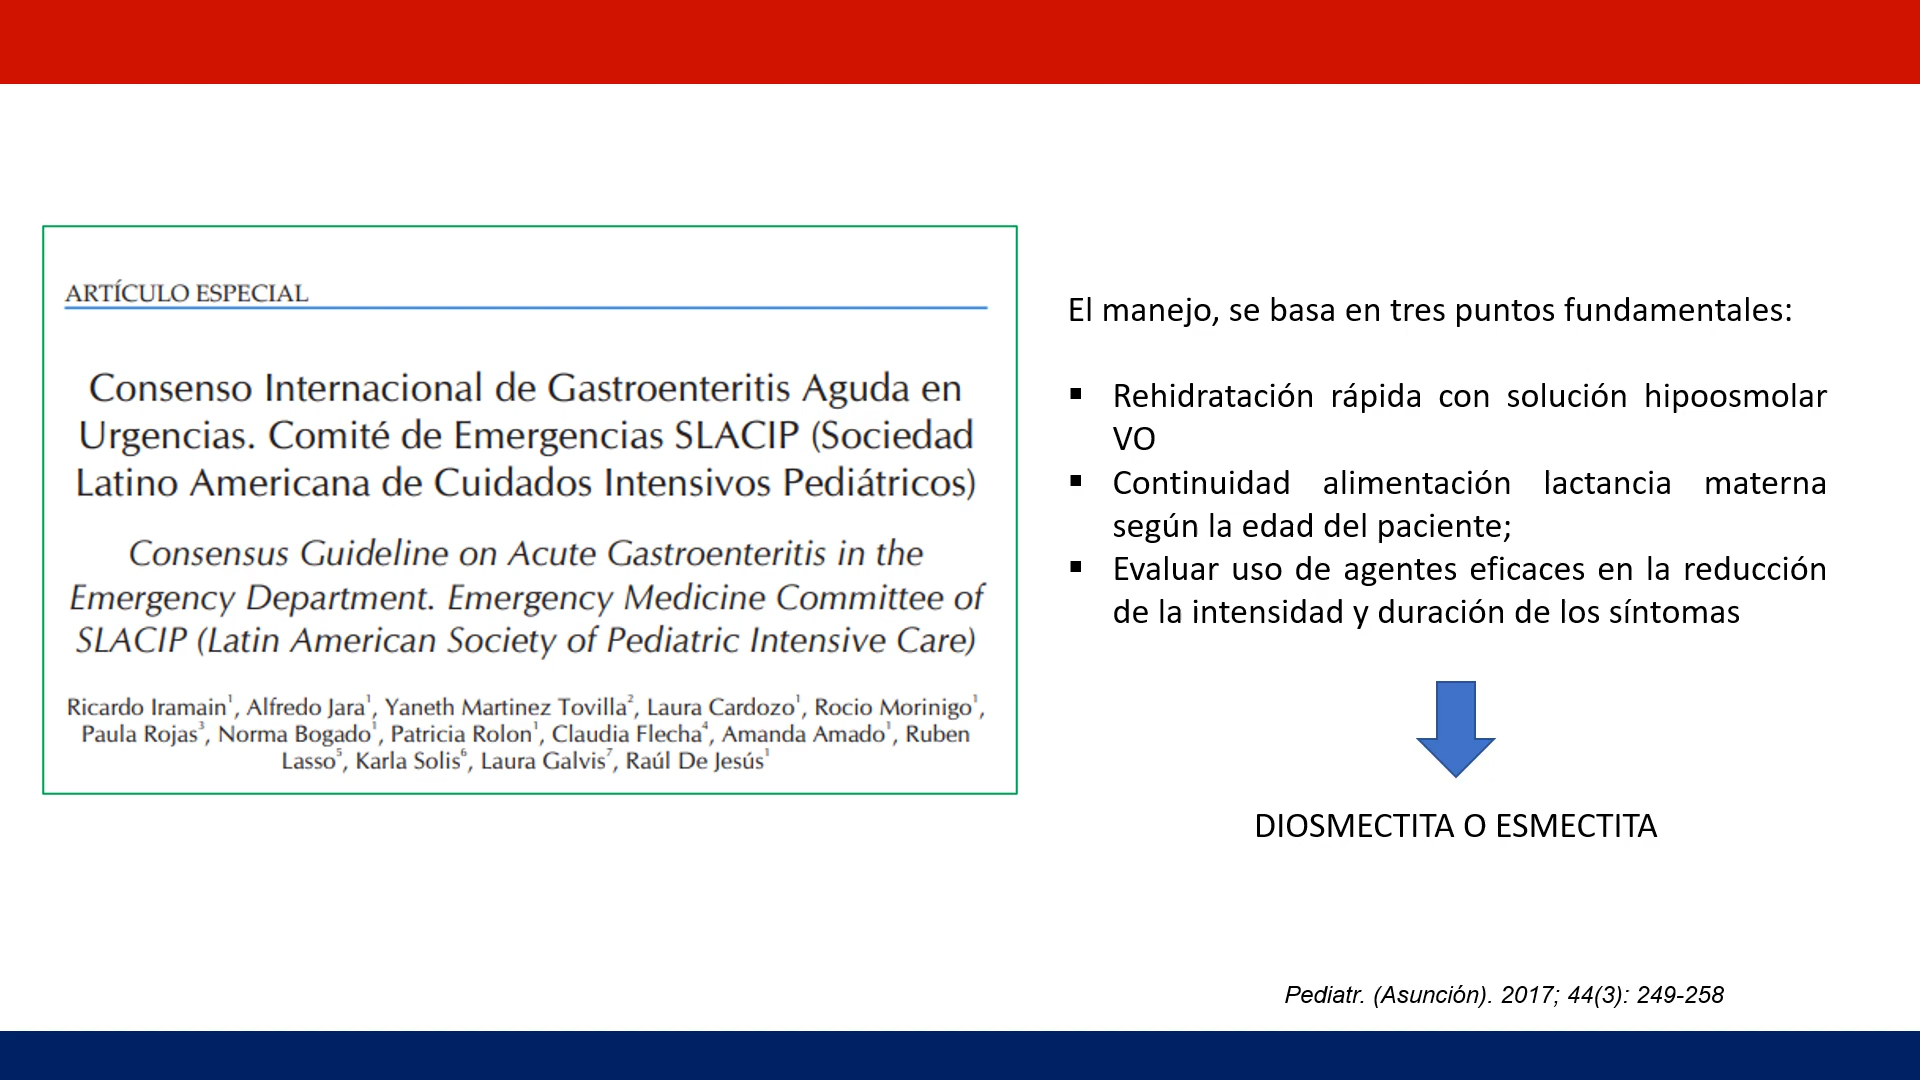 ARTÍCULO ESPECIAL
Consenso Internacional de Gastroenteritis Aguda en
Urgencias. Comité de Emergencias SLACIP (Sociedad
Latino Americana de Cuidados Intensivos Pediátricos)
Consensus Guideline on Acute Gastroenteritis in the
Emergency Department. Emergency Medicine Committee of
SLACIP (Latin American Society of Pediatric Intensive Care)
Ricardo Iramain¹, Alfredo Jara¹, Yaneth Martinez Tovilla², Laura Cardozo¹, Rocio Morinigo¹,
Paula Rojas³, Norma Bogado¹, Patricia Rolon¹, Claudia Flecha⁴, Amanda Amado¹, Ruben
Lasso⁵, Karla Solis⁶, Laura Galvis⁷, Raúl De Jesús¹
El manejo, se basa en tres puntos fundamentales:
▪ Rehidratación rápida con solución hipoosmolar
VO
▪ Continuidad alimentación lactancia materna
según la edad del paciente;
▪ Evaluar uso de agentes eficaces en la reducción
de la intensidad y duración de los síntomas
DIOSMECTITA O ESMECTITA
Pediatr. (Asunción). 2017; 44(3): 249-258